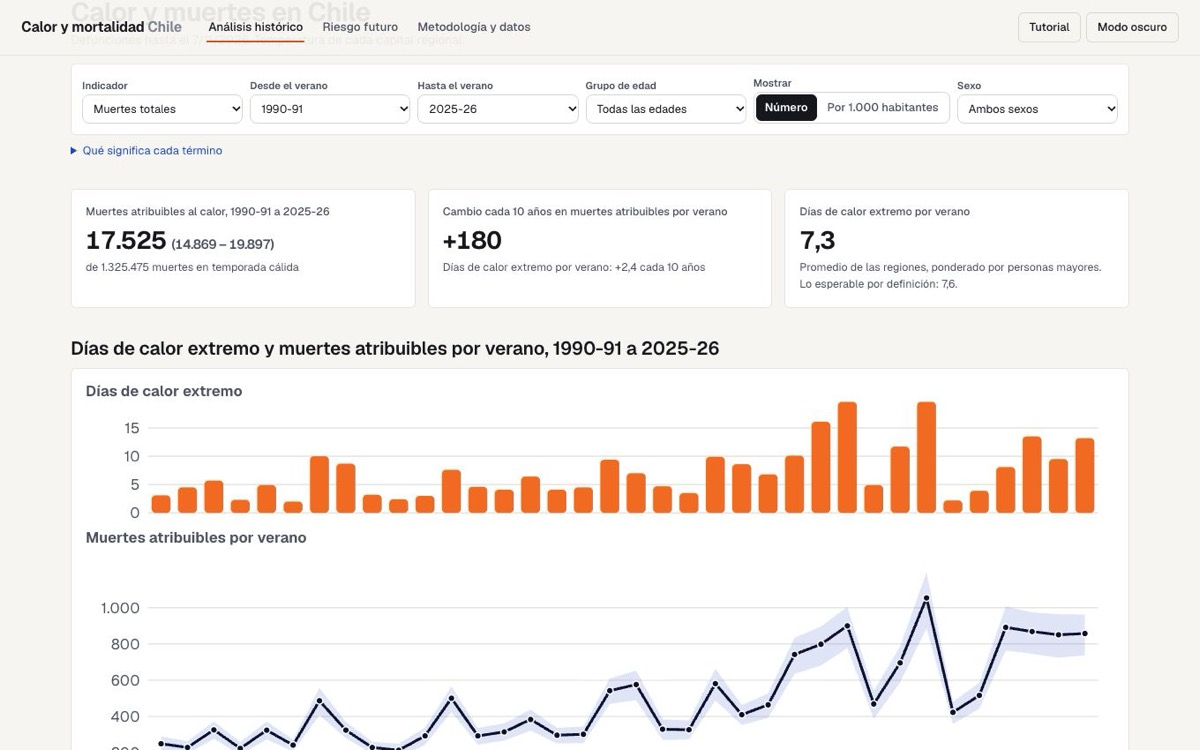 Calor y muertes en Chile
Calor y mortalidad Chile
Análisis histórico
Riesgo futuro
Metodología y datos
Tutorial
Modo oscuro
Indicador
Desde el verano
Hasta el verano
Grupo de edad
Mostrar
Sexo
Muertes totales
1990-91
2025-26
Todas las edades
Número
Por 1.000 habitantes
Ambos sexos
Qué significa cada término
Muertes atribuibles al calor, 1990-91 a 2025-26
17.525 (14.869 – 19.897)
de 1.325.475 muertes en temporada cálida
Cambio cada 10 años en muertes atribuibles por verano
+180
Días de calor extremo por verano: +2,4 cada 10 años
Días de calor extremo por verano
7,3
Promedio de las regiones, ponderado por personas mayores.
Lo esperable por definición: 7,6.
Días de calor extremo y muertes atribuibles por verano, 1990-91 a 2025-26
Días de calor extremo
15
10
5
0
Muertes atribuibles por verano
1.000
800
600
400